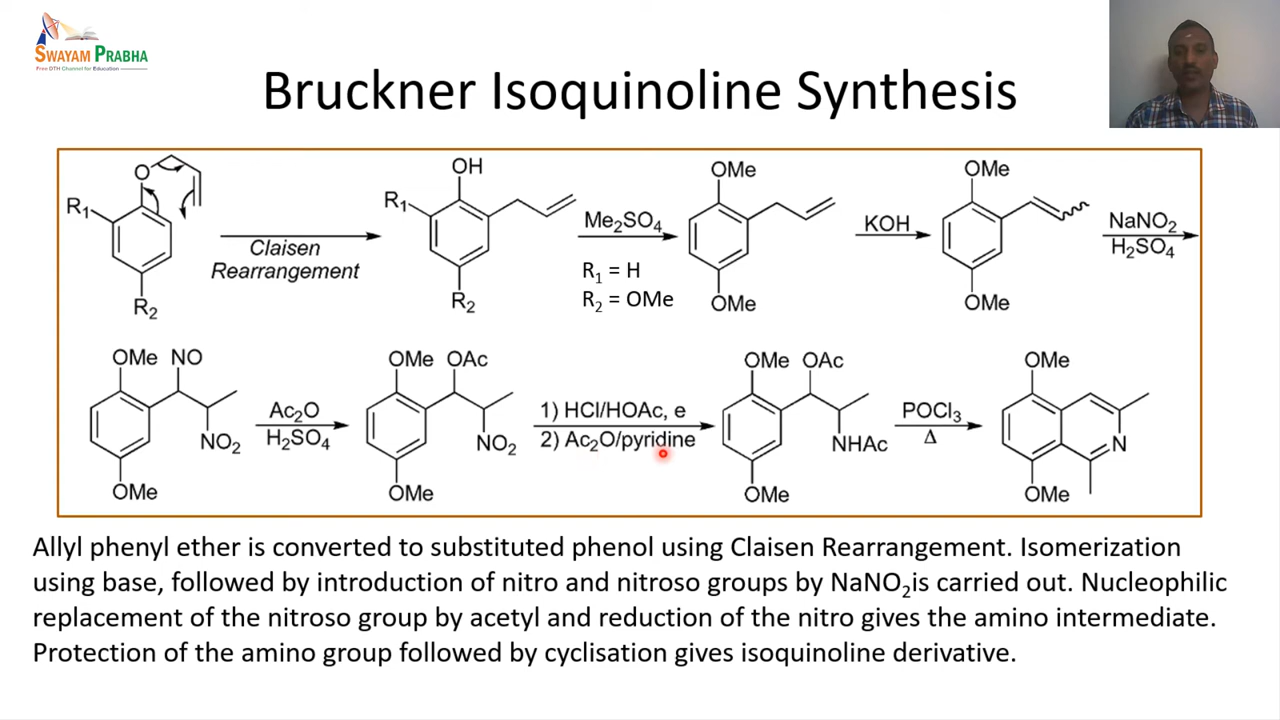 SWAYAM PRABHA
Free DTH Channel for Education
Bruckner Isoquinoline Synthesis
O
R₁
R₂
Claisen
Rearrangement
OH
R₁
R₂
Me₂SO₄
R₁ = H
R₂ = OMe
OMe
OMe
KOH
OMe
OMe
NaNO₂
H₂SO₄
OMe NO
NO₂
OMe
Ac₂O
H₂SO₄
OMe OAc
NO₂
OMe
1) HCl/HOAc, e
2) Ac₂O/pyridine
OMe OAc
NHAc
OMe
POCl₃
Δ
OMe
N
OMe
Allyl phenyl ether is converted to substituted phenol using Claisen Rearrangement. Isomerization
using base, followed by introduction of nitro and nitroso groups by NaNO₂is carried out. Nucleophilic
replacement of the nitroso group by acetyl and reduction of the nitro gives the amino intermediate.
Protection of the amino group followed by cyclisation gives isoquinoline derivative.